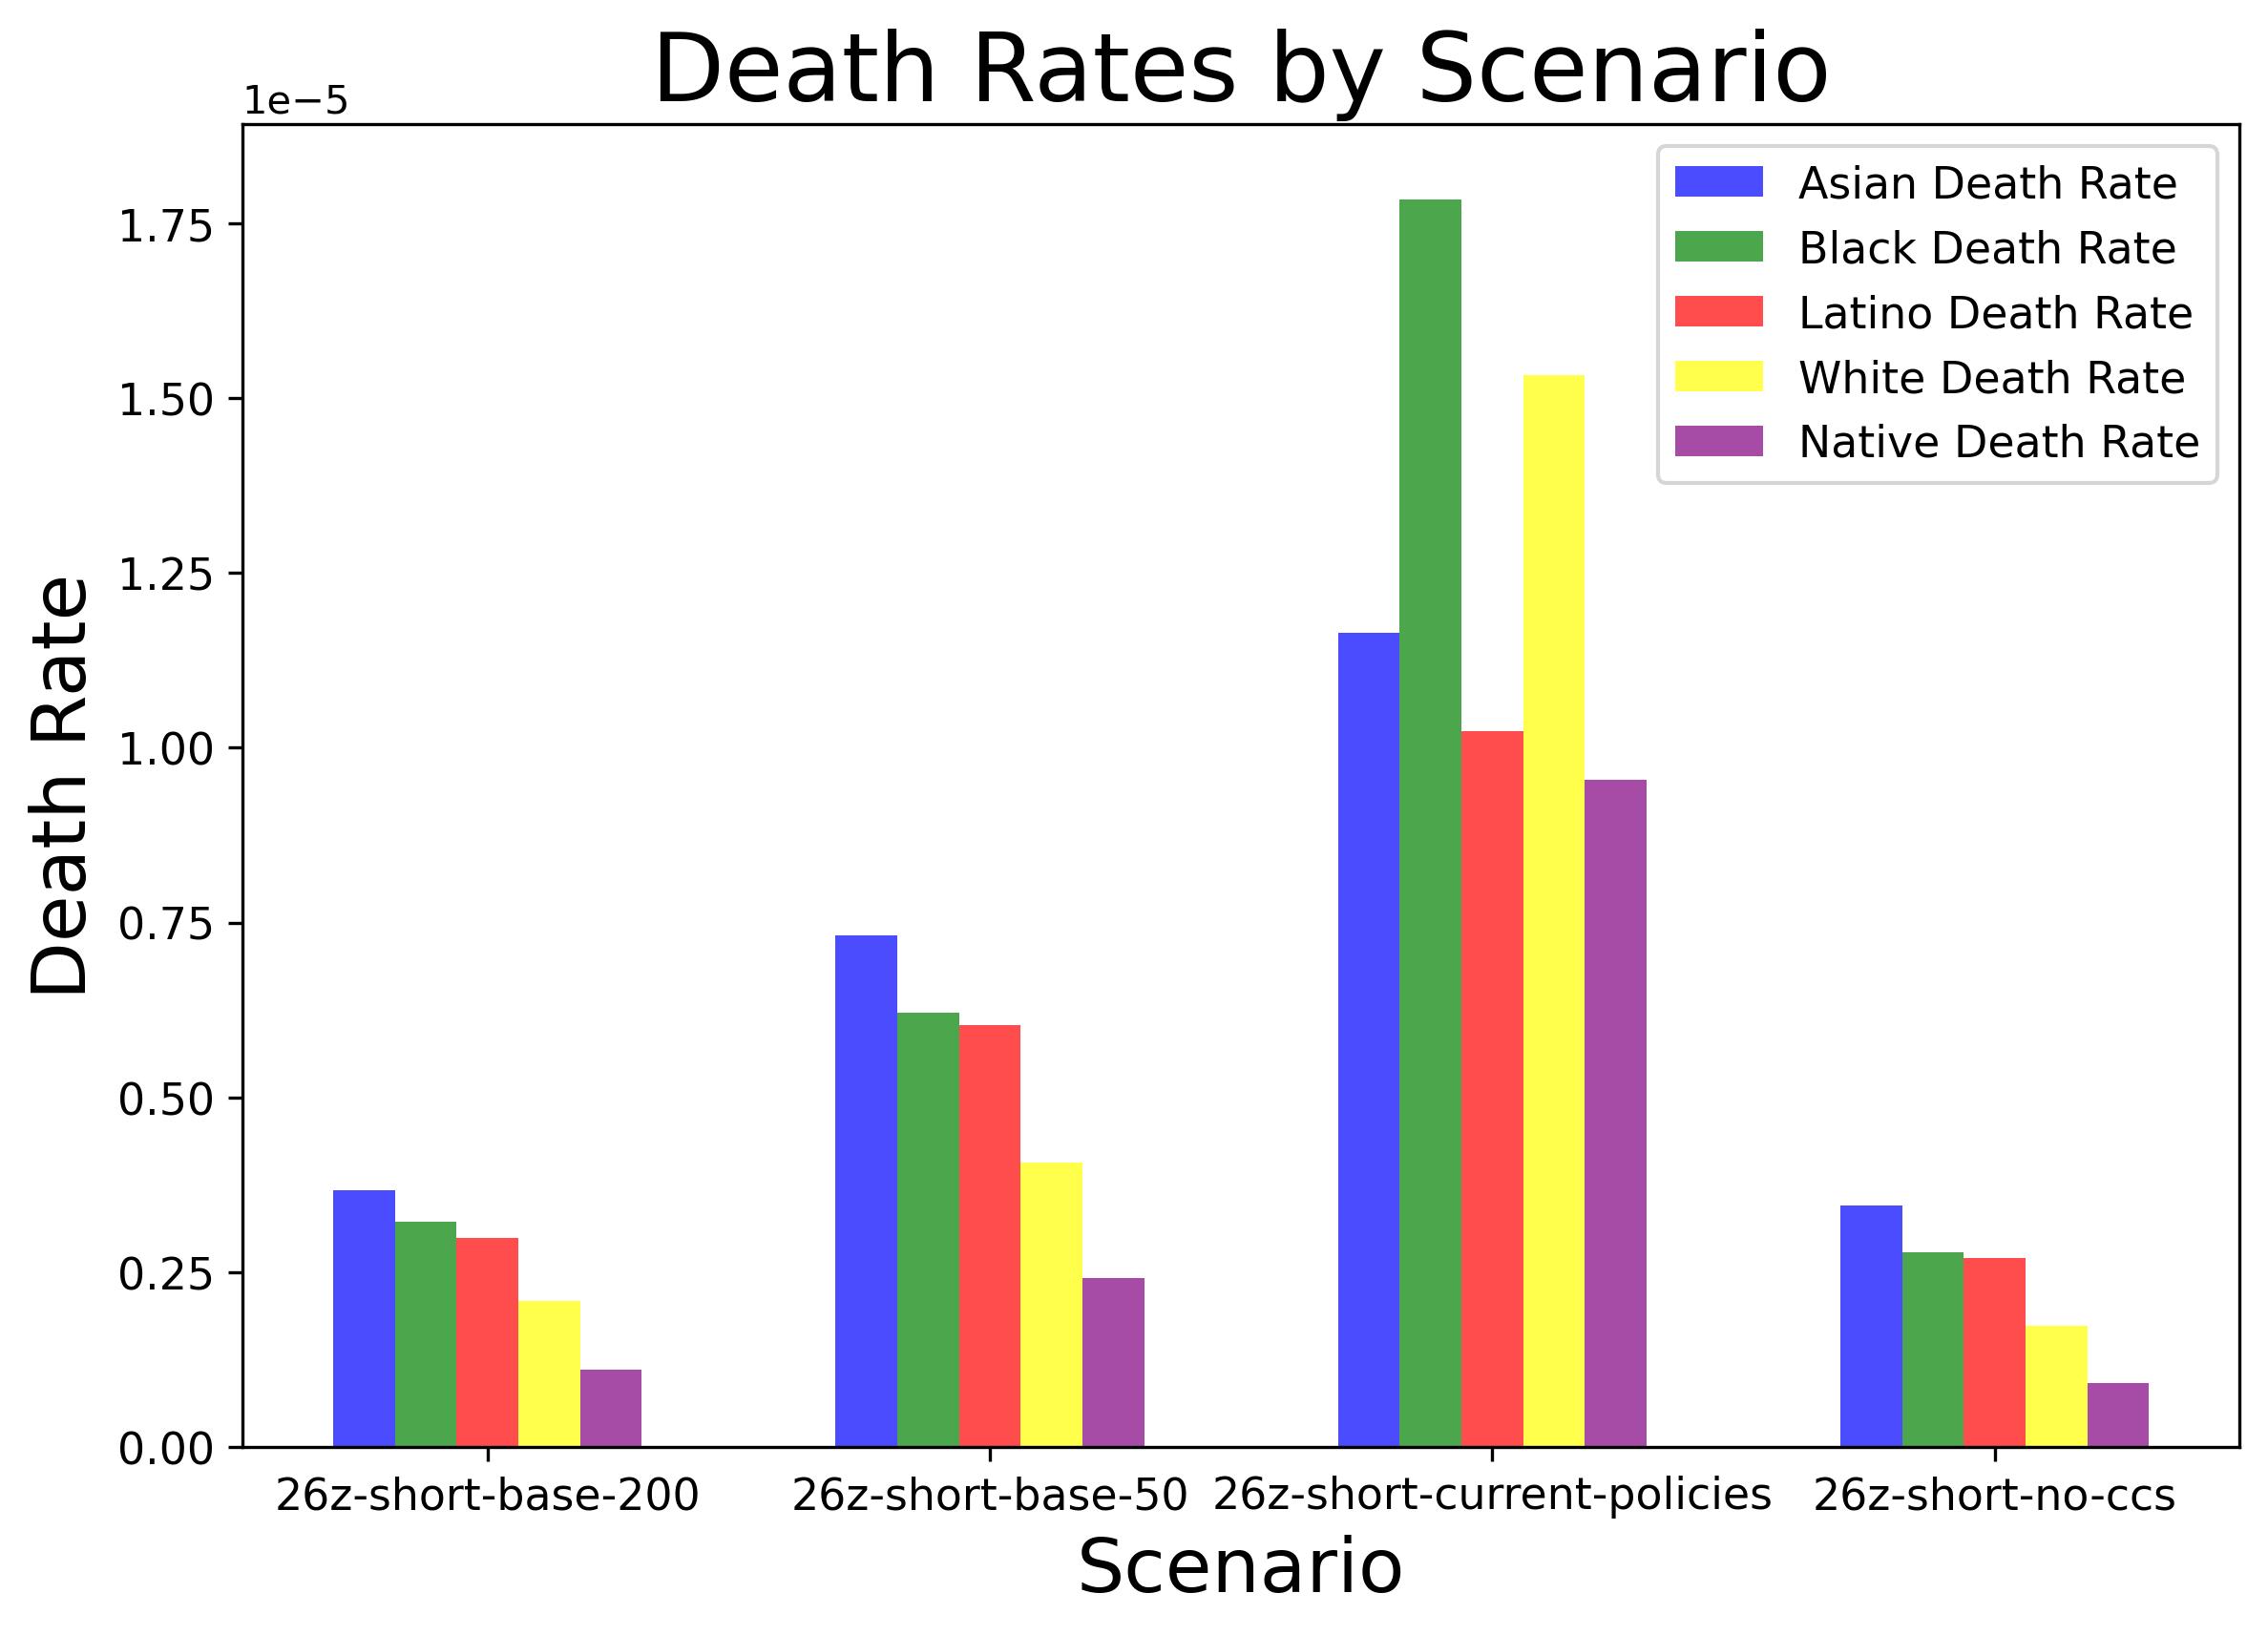 Death Rates by Scenario
1e−5
Asian Death Rate
Black Death Rate
Latino Death Rate
White Death Rate
Native Death Rate
1.75
1.50
1.25
1.00
0.75
0.50
0.25
0.00
Death Rate
26z-short-base-200
26z-short-base-50
26z-short-current-policies
26z-short-no-ccs
Scenario